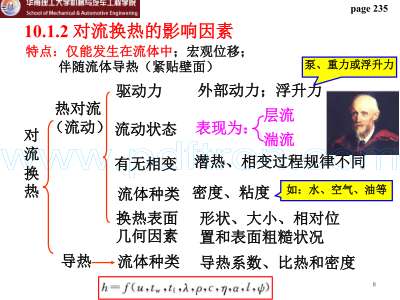 华南理工大学机械与汽车工程学院
School of Mechanical & Automotive Engineering
page 235
10.1.2 对流换热的影响因素
特点：仅能发生在流体中；宏观位移；
伴随流体导热（紧贴壁面）
泵、重力或浮升力
驱动力 外部动力；浮升力
热对流
（流动）
流动状态 表现为：
层流
湍流
对流换热
有无相变 潜热、相变过程规律不同
流体种类 密度、粘度
如：水、空气、油等
换热表面 形状、大小、相对位
几何因素 置和表面粗糙状况
导热 流体种类 导热系数、比热和密度
h = f(u, t_w, t_f, λ, ρ, c, η, α, l, ψ)
8